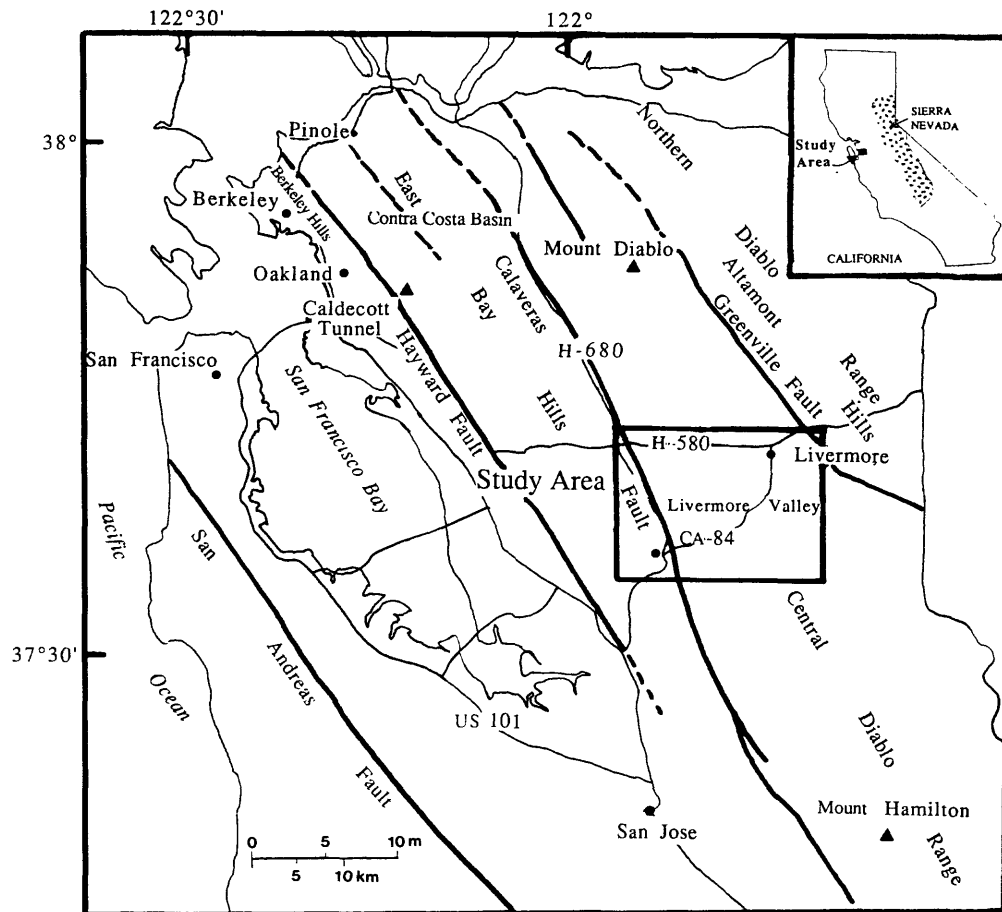 122°30'
122°
38°
37°30'
SIERRA
NEVADA
Study
Area
CALIFORNIA
Pinole
Northern
Berkeley
Berkeley Hills
East
Contra Costa Basin
Mount Diablo
Diablo
Altamont
Oakland
Calaveras
Bay
Greenville
Caldecott
Tunnel
Hayward Fault
H-680
San Francisco
San Francisco Bay
Hills
Fault
Range
Hills
H-580
Livermore
Study Area
Fault
Livermore Valley
CA-84
Pacific
San
Central
Ocean
Andreas
US 101
Diablo
Fault
Mount Hamilton
San Jose
Range
0 5 10 m
5 10 km